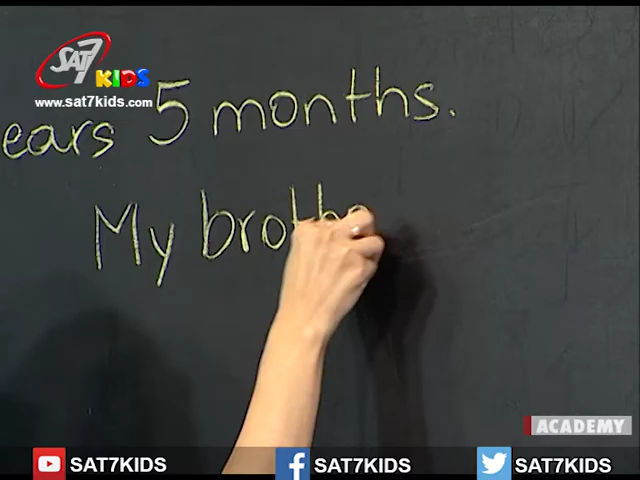 SAT7 KIDS
www.sat7kids.com
ears 5 months.
My brothe
ACADEMY
SAT7KIDS SAT7KIDS SAT7KIDS